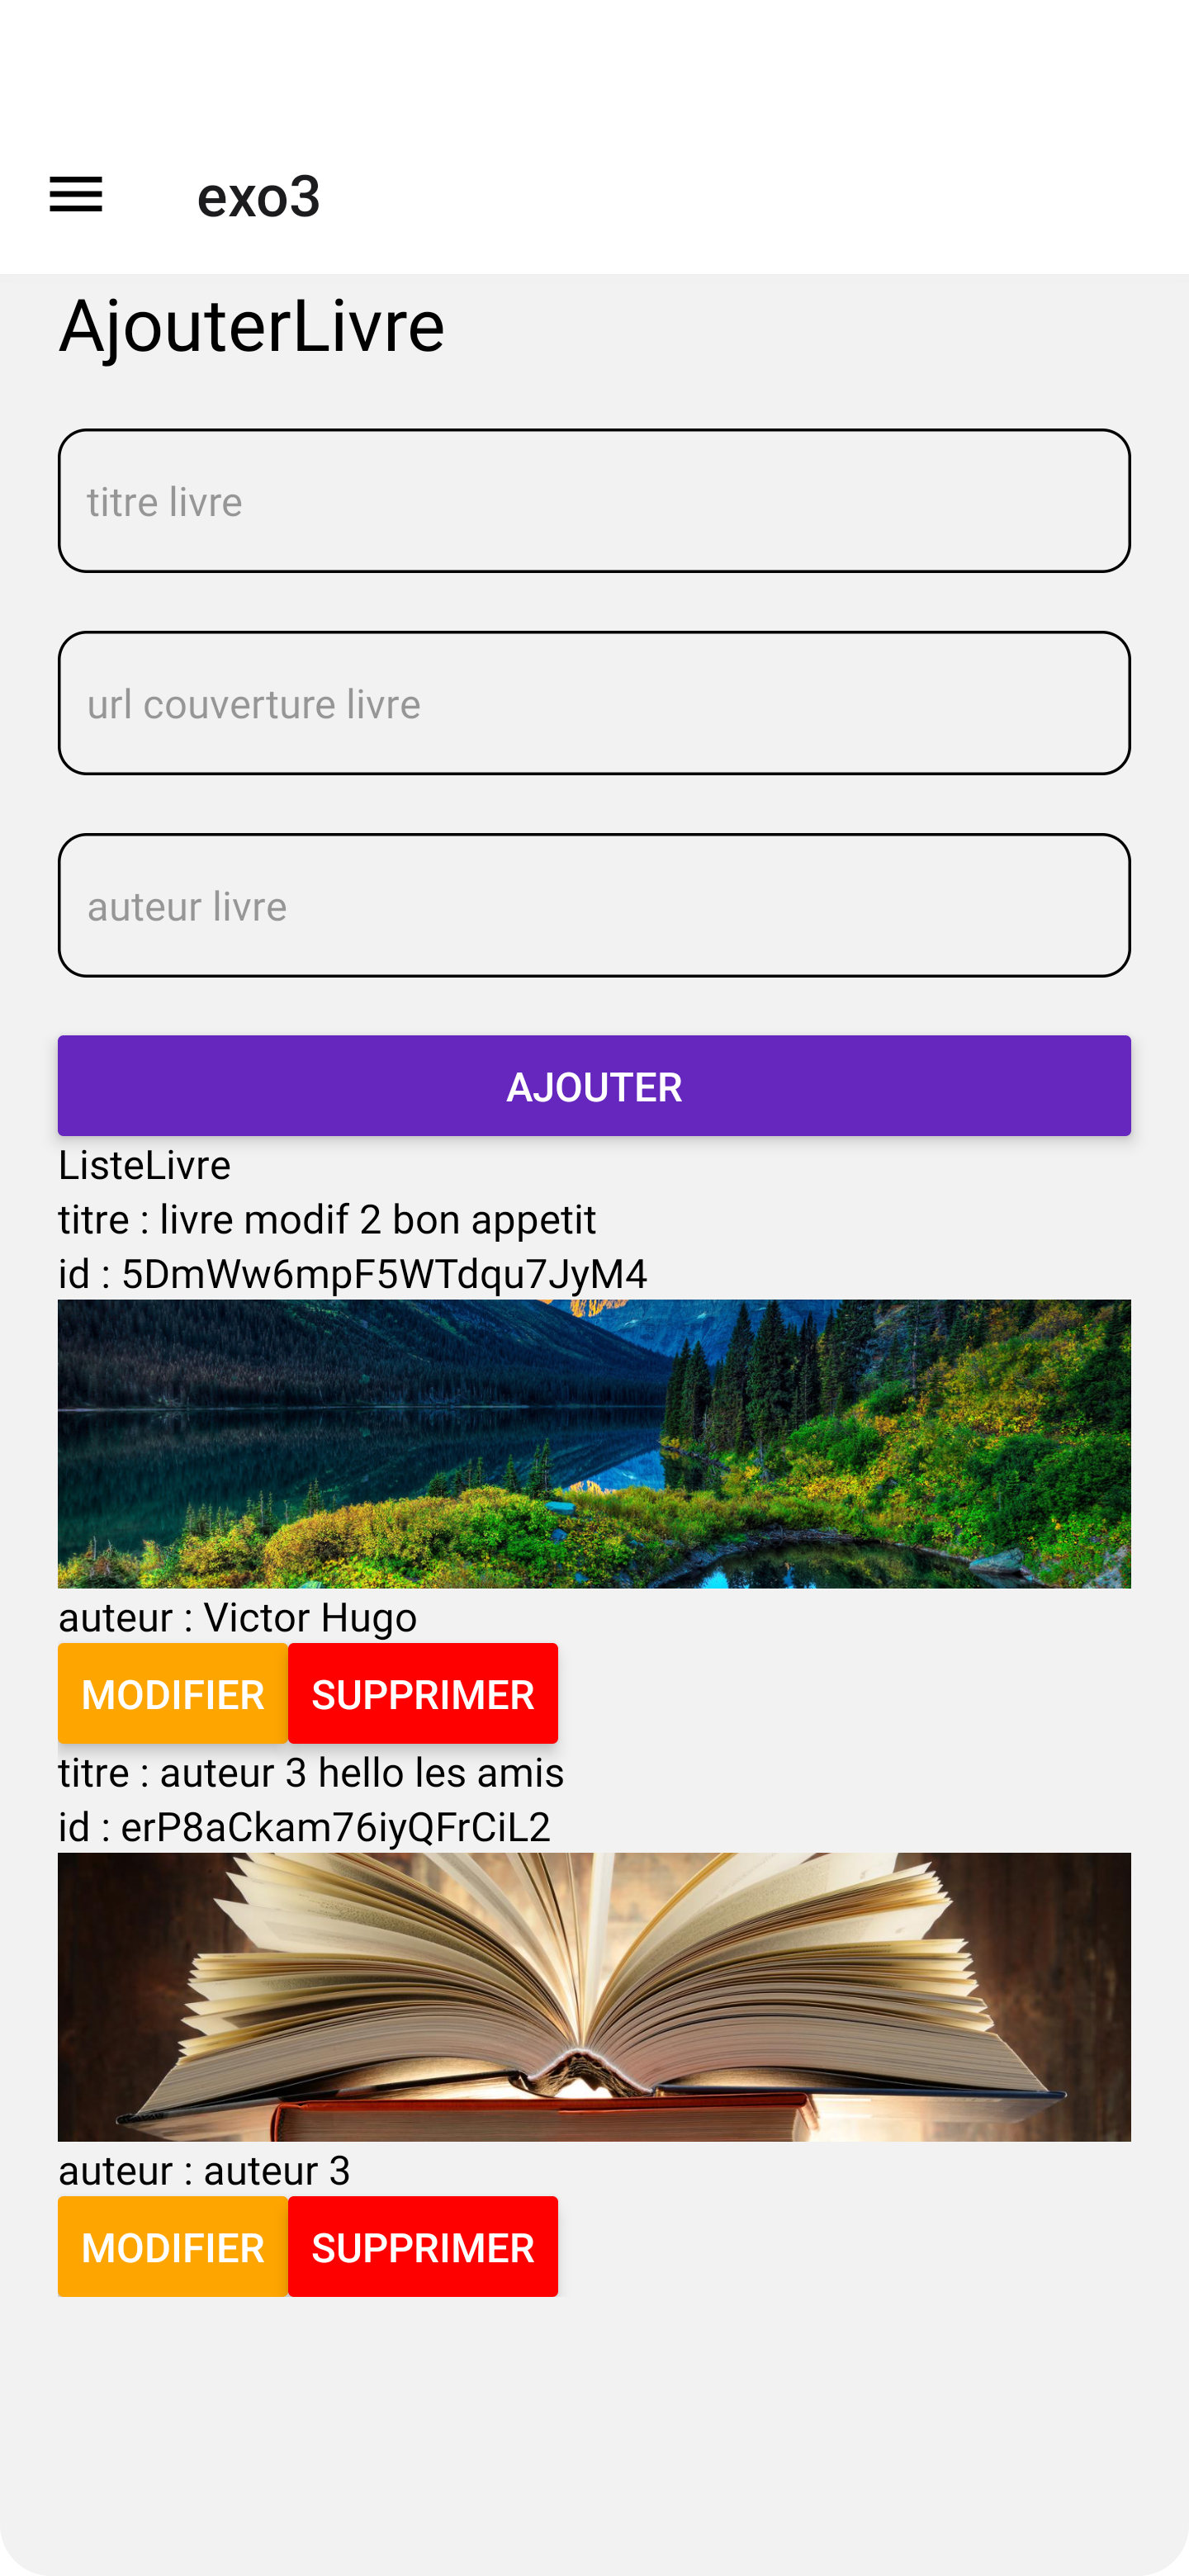 exo3
AjouterLivre
titre livre
url couverture livre
auteur livre
AJOUTER
ListeLivre
titre : livre modif 2 bon appetit
id : 5DmWw6mpF5WTdqu7JyM4
auteur : Victor Hugo
MODIFIER SUPPRIMER
titre : auteur 3 hello les amis
id : erP8aCkam76iyQFrCiL2
auteur : auteur 3
MODIFIER SUPPRIMER